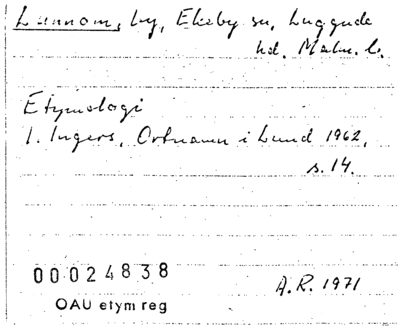 Lunnom, by, Ekeby sn, Luggude
hd. Malm. l.
Etymologi
I. Ingers, Ortnamn i Lund 1962,
s. 14.
00024838
A.R. 1971
OAU etym reg